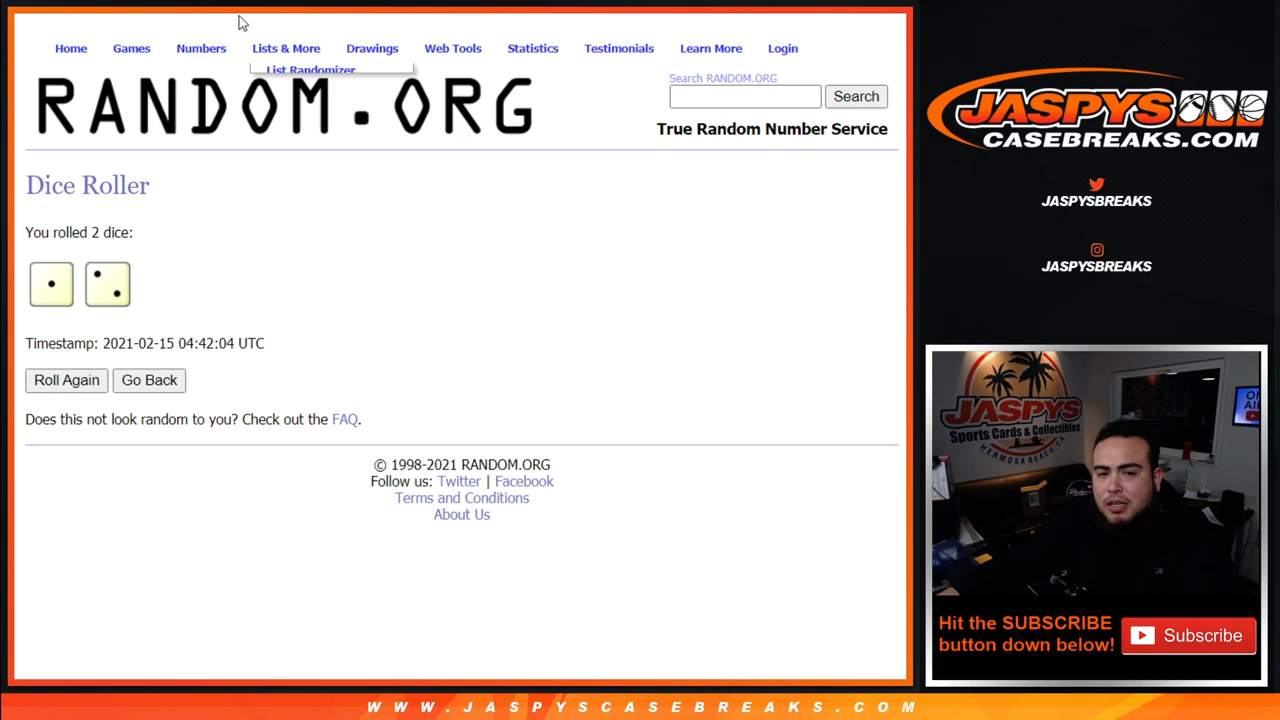 Home Games Numbers Lists & More Drawings Web Tools Statistics Testimonials Learn More Login
List Randomizer
RANDOM.ORG
Search RANDOM.ORG
Search
True Random Number Service
Dice Roller
You rolled 2 dice:
Timestamp: 2021-02-15 04:42:04 UTC
Roll Again Go Back
Does this not look random to you? Check out the FAQ.
© 1998-2021 RANDOM.ORG
Follow us: Twitter | Facebook
Terms and Conditions
About Us
JASPYS
CASEBREAKS.COM
JASPYSBREAKS
JASPYSBREAKS
JASPYS
Sports Cards & Collectibles
HERMOSA BEACH, CA
ON
AIR
Hit the SUBSCRIBE
button down below!
Subscribe
WWW.JASPYSCASEBREAKS.COM